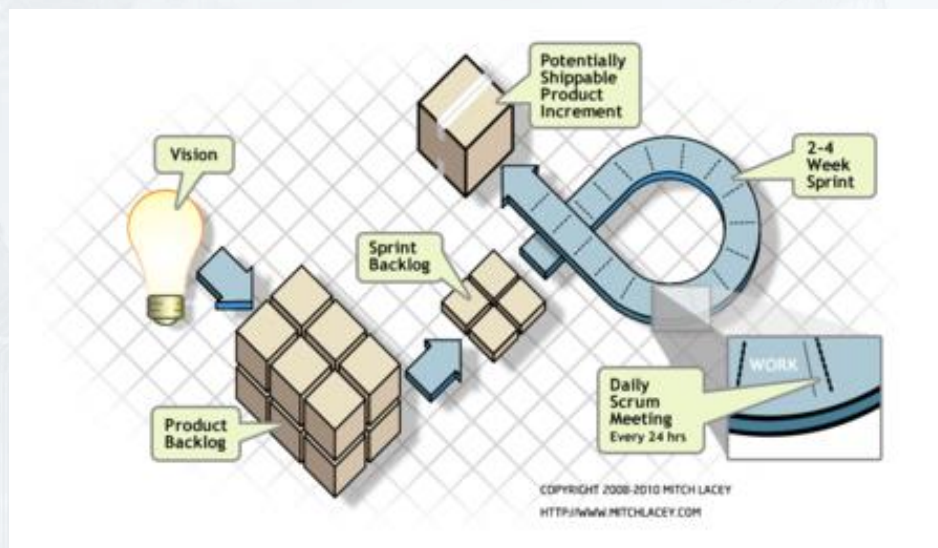 Vision
Potentially
Shippable
Product
Increment
2-4
Week
Sprint
Sprint
Backlog
Product
Backlog
WORK
Daily
Scrum
Meeting
Every 24 hrs
COPYRIGHT 2008-2010 MITCH LACEY
HTTP://WWW.MITCHLACEY.COM